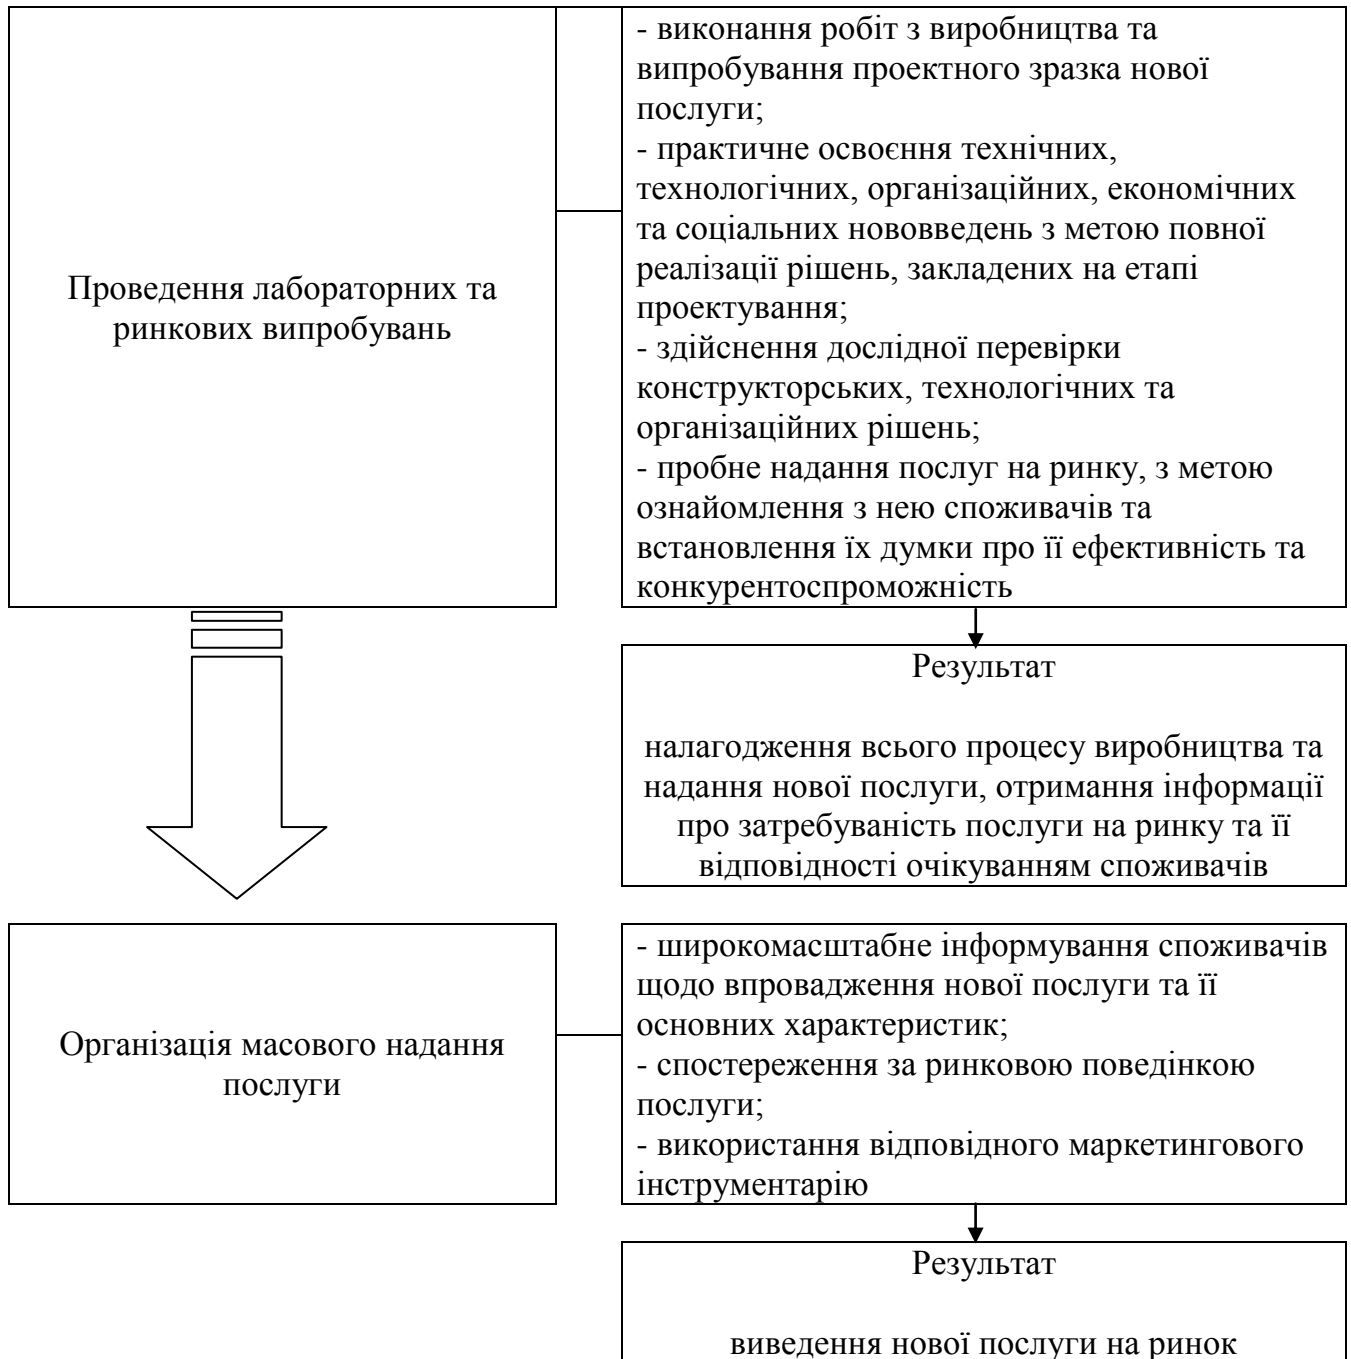 Проведення лабораторних та
ринкових випробувань
- виконання робіт з виробництва та
випробування проектного зразка нової
послуги;
- практичне освоєння технічних,
технологічних, організаційних, економічних
та соціальних нововведень з метою повної
реалізації рішень, закладених на етапі
проектування;
- здійснення дослідної перевірки
конструкторських, технологічних та
організаційних рішень;
- пробне надання послуг на ринку, з метою
ознайомлення з нею споживачів та
встановлення їх думки про її ефективність та
конкурентоспроможність
Результат
налагодження всього процесу виробництва та
надання нової послуги, отримання інформації
про затребуваність послуги на ринку та її
відповідності очікуванням споживачів
Організація масового надання
послуги
- широкомасштабне інформування споживачів
щодо впровадження нової послуги та її
основних характеристик;
- спостереження за ринковою поведінкою
послуги;
- використання відповідного маркетингового
інструментарію
Результат
виведення нової послуги на ринок